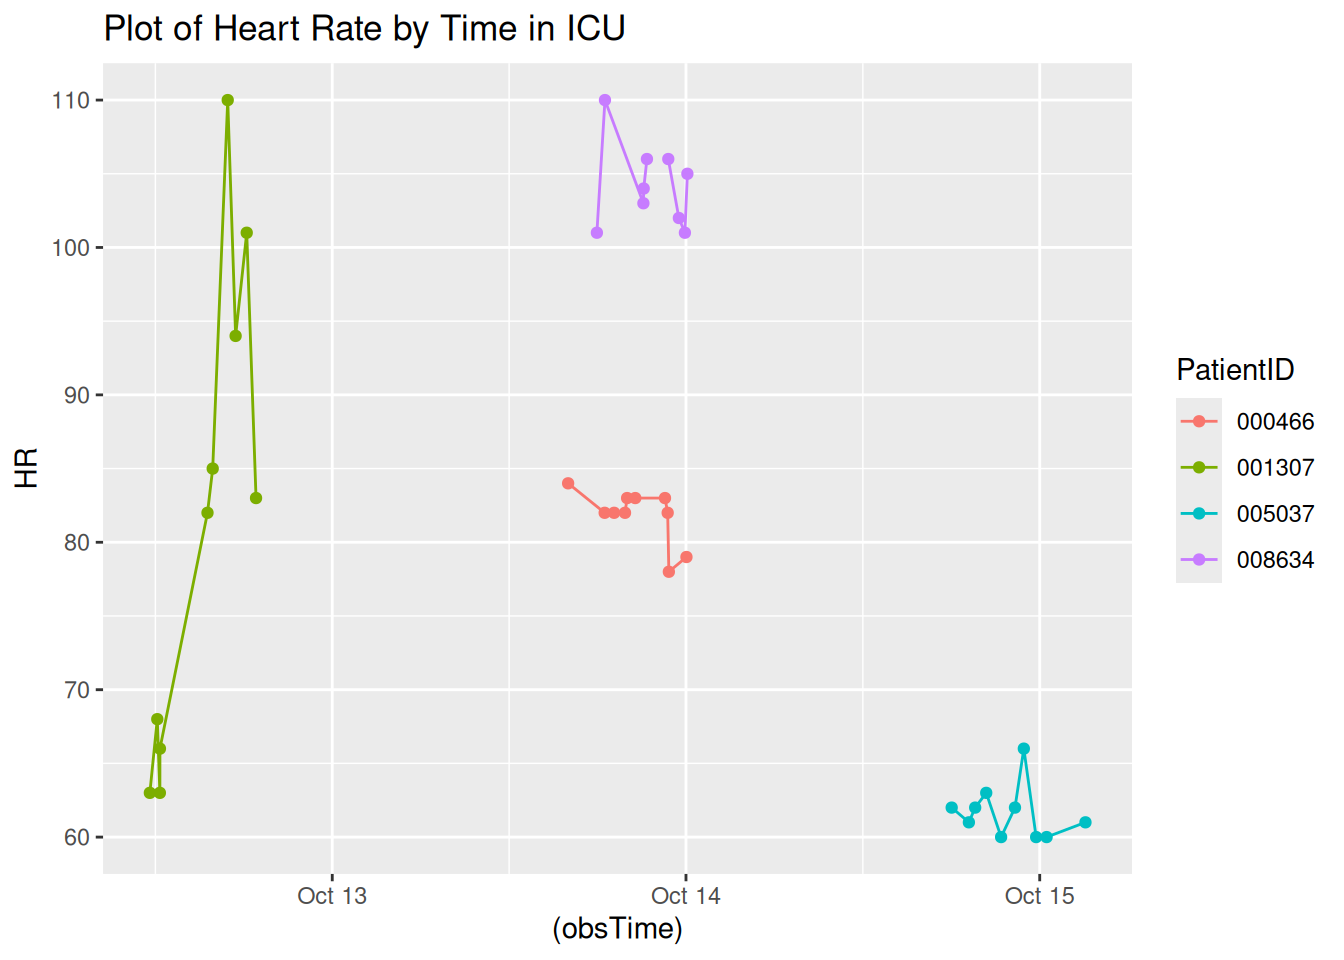 Plot of Heart Rate by Time in ICU
110
100
90
80
70
60
HR
Oct 13
Oct 14
Oct 15
(obsTime)
PatientID
000466
001307
005037
008634